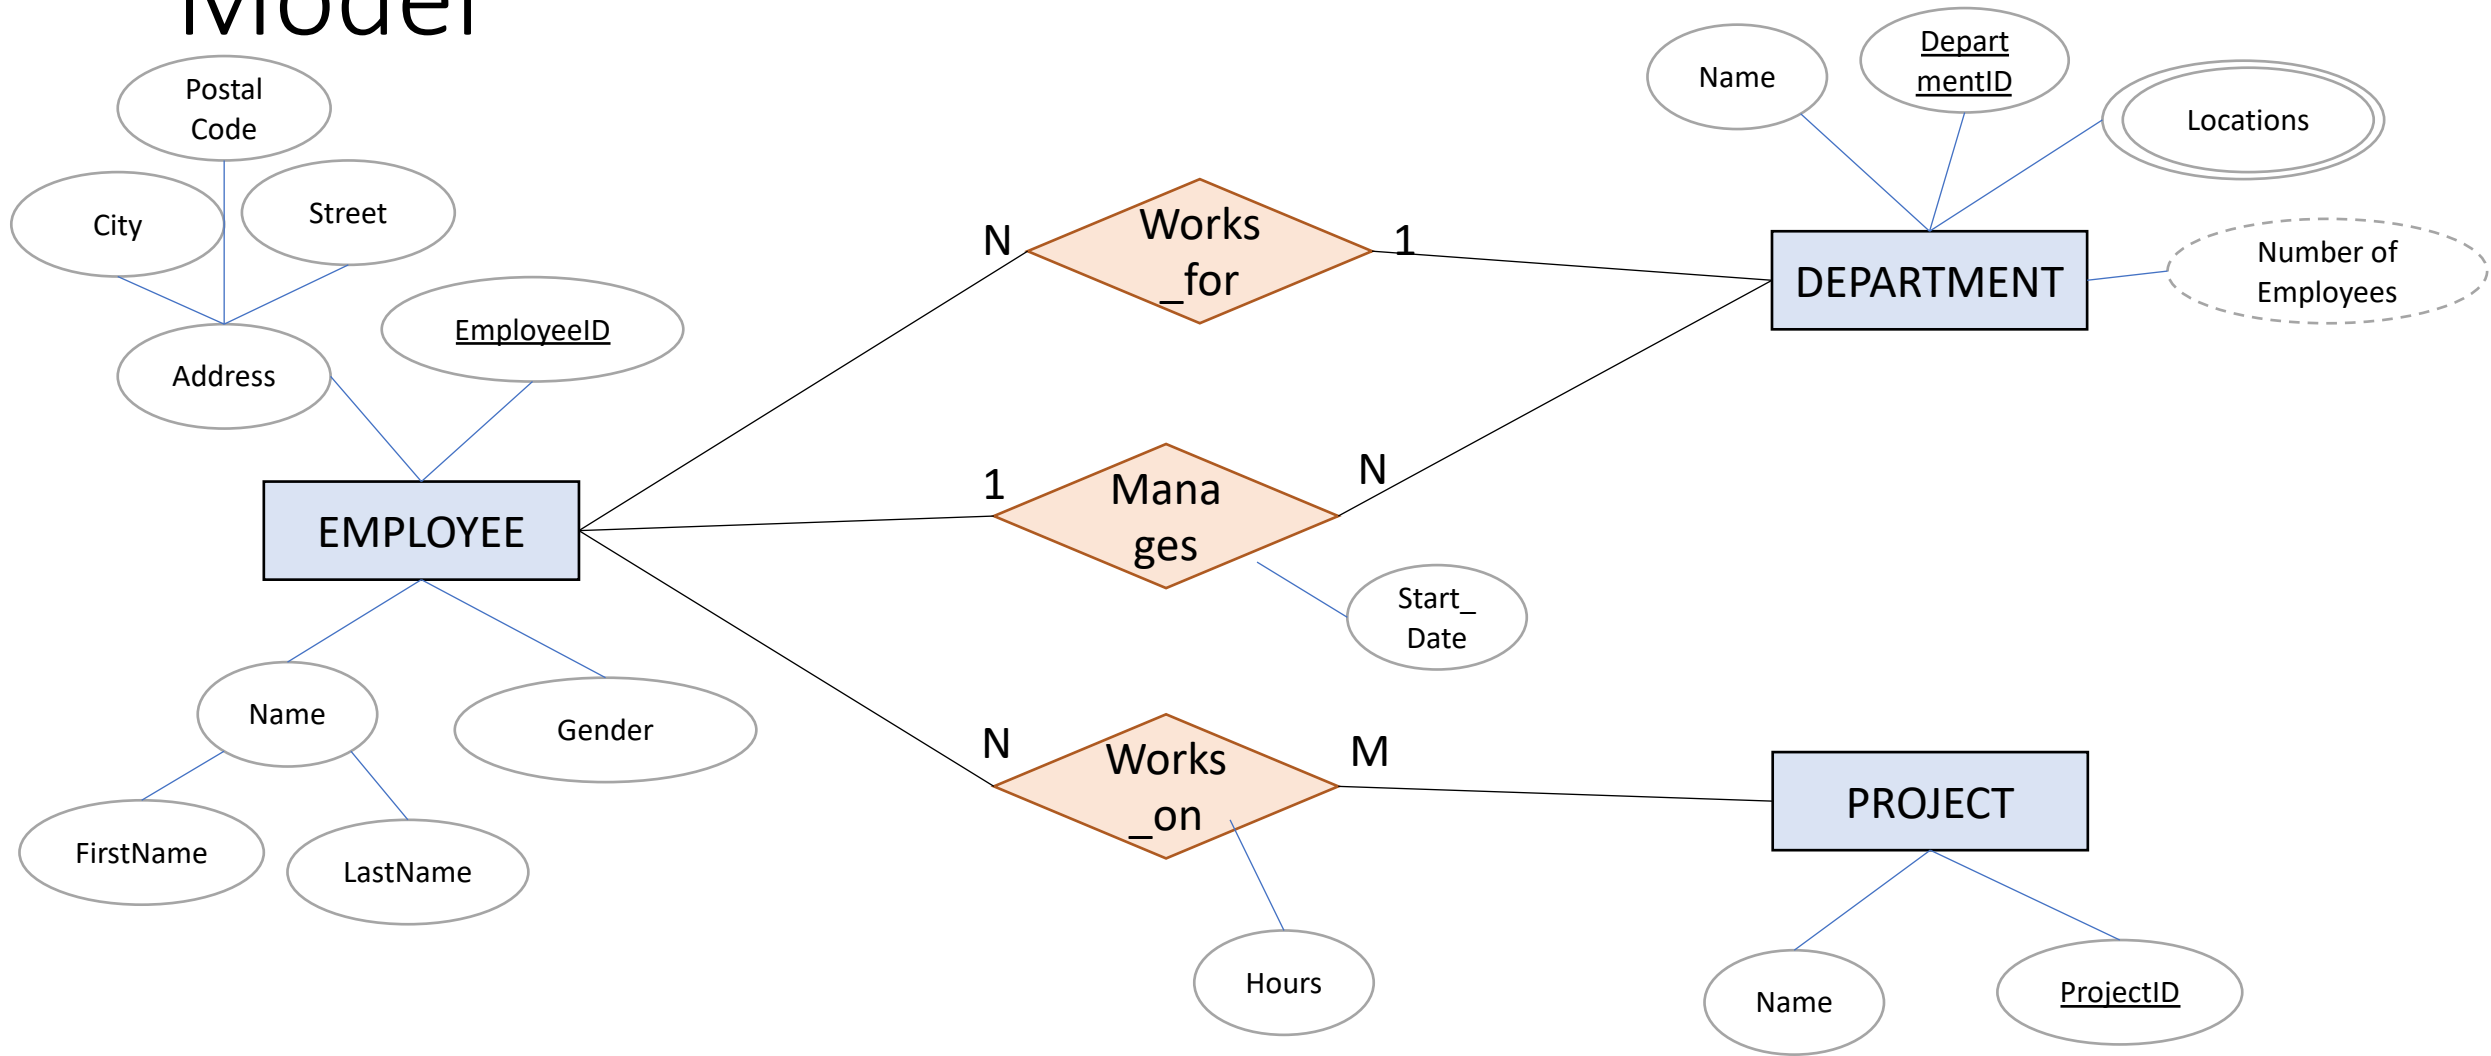 Model
Postal
Code
City
Street
Address
EmployeeID
EMPLOYEE
Name
Gender
FirstName
LastName
N
Works
_for
1
1
Mana
ges
N
Start_
Date
N
Works
_on
M
Hours
Name
Depart
mentID
Locations
DEPARTMENT
Number of
Employees
PROJECT
Name
ProjectID